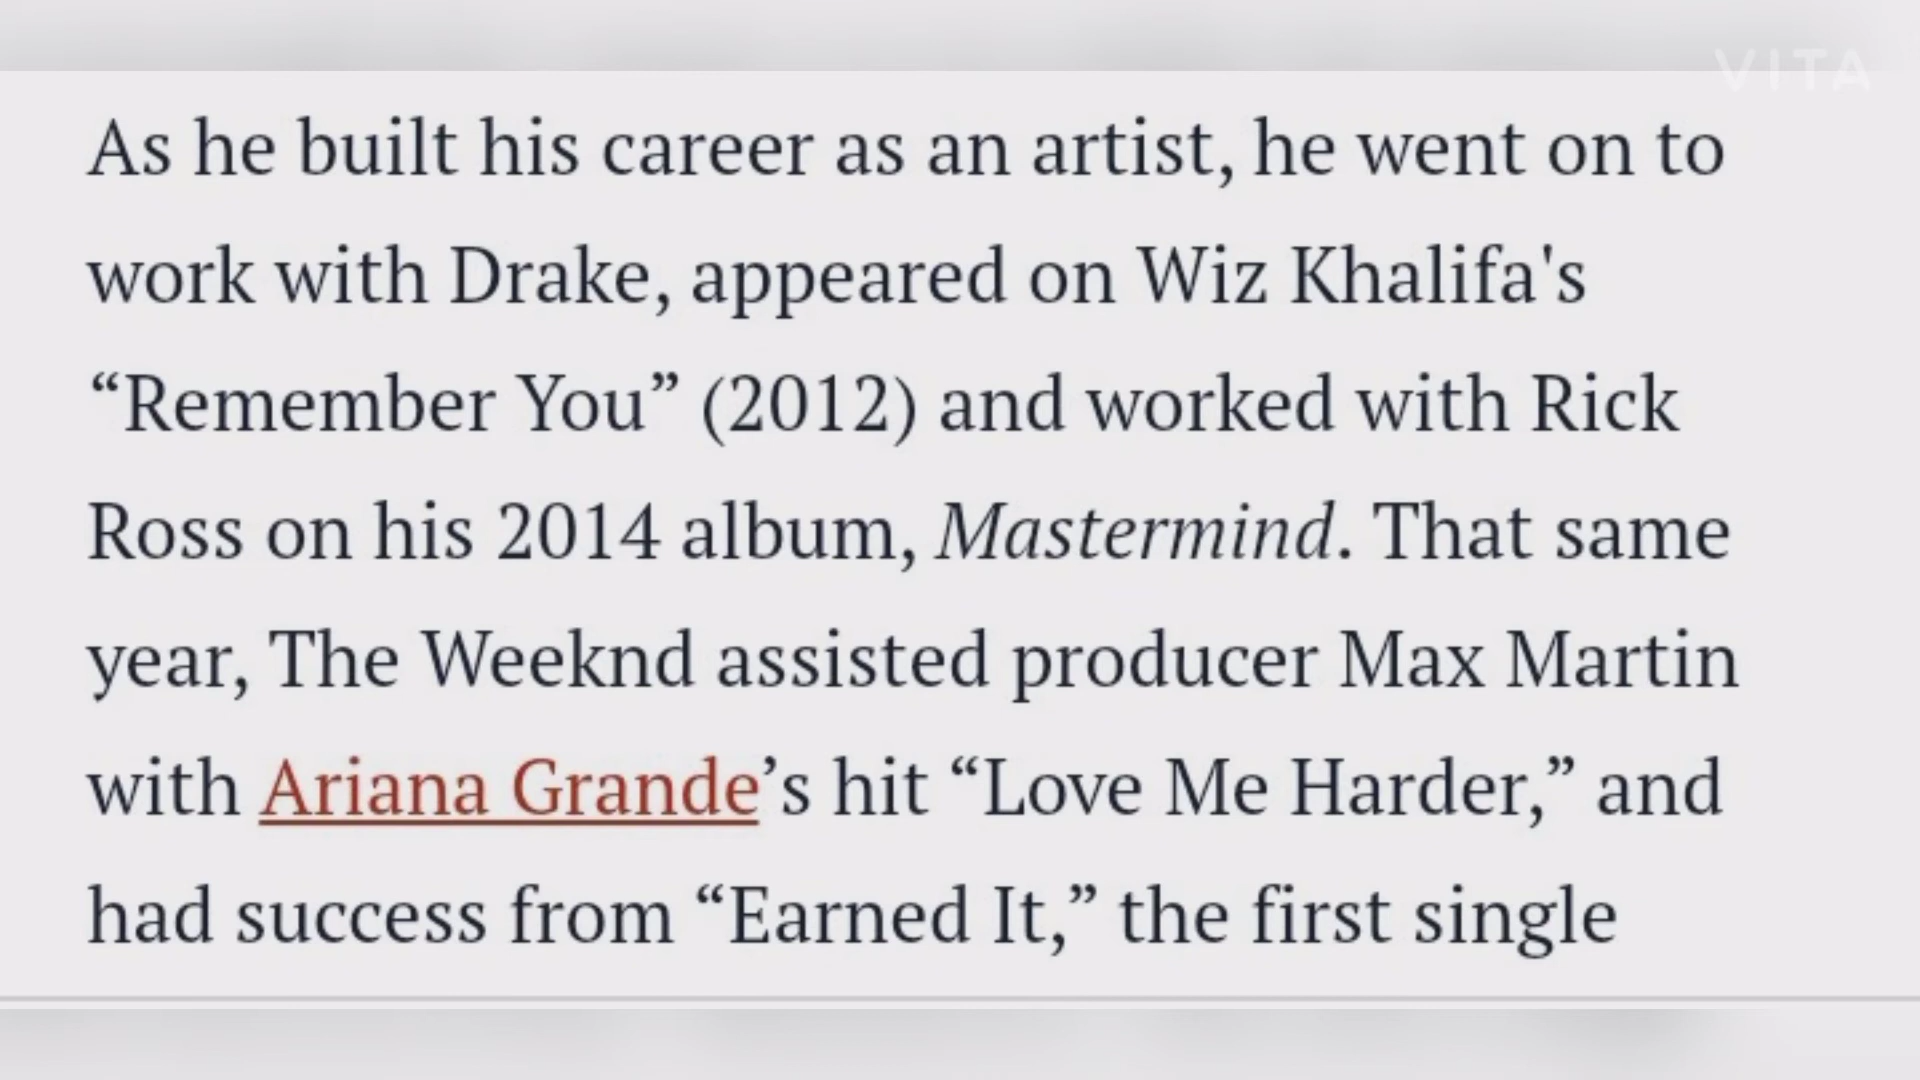 VITA
As he built his career as an artist, he went on to
work with Drake, appeared on Wiz Khalifa's
“Remember You” (2012) and worked with Rick
Ross on his 2014 album, Mastermind. That same
year, The Weeknd assisted producer Max Martin
with Ariana Grande’s hit “Love Me Harder,” and
had success from “Earned It,” the first single